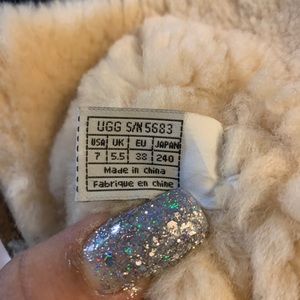 UGG S/N 5683
USA UK EU JAPAN
7 5.5 38 240
Made in China
Fabriqué en chine